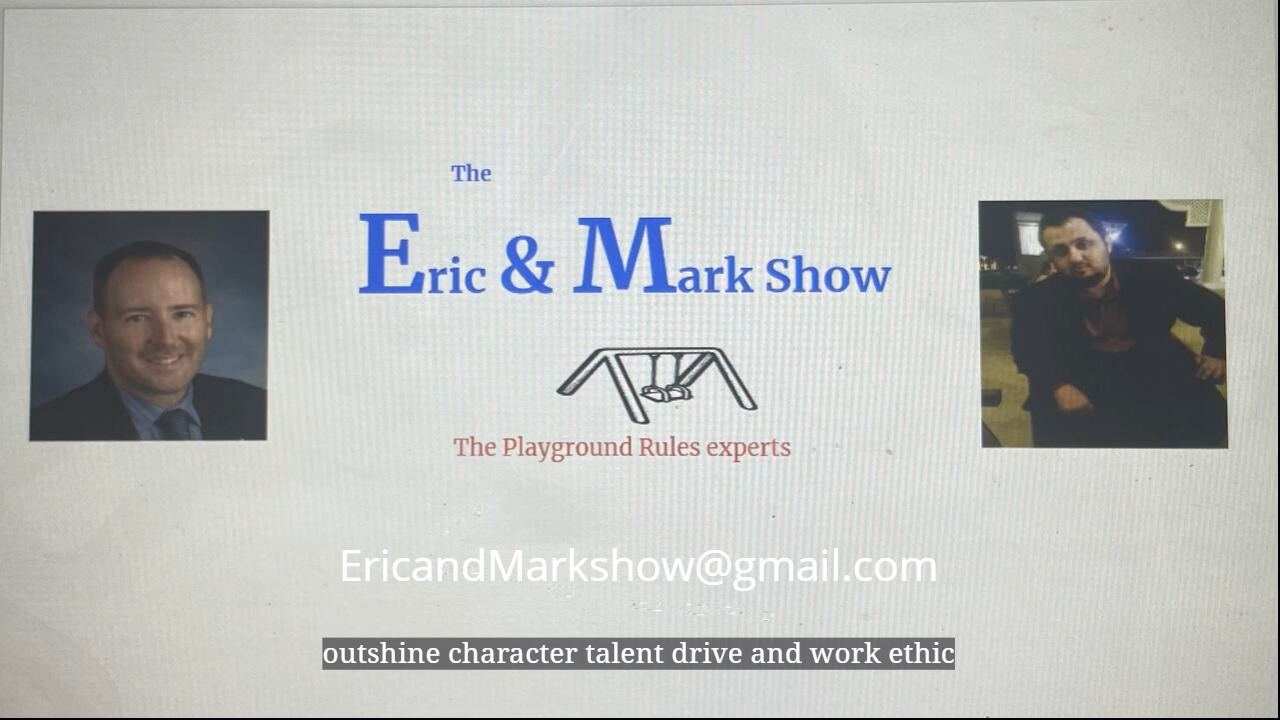 The
Eric & Mark Show
The Playground Rules experts
EricandMarkshow@gmail.com
outshine character talent drive and work ethic